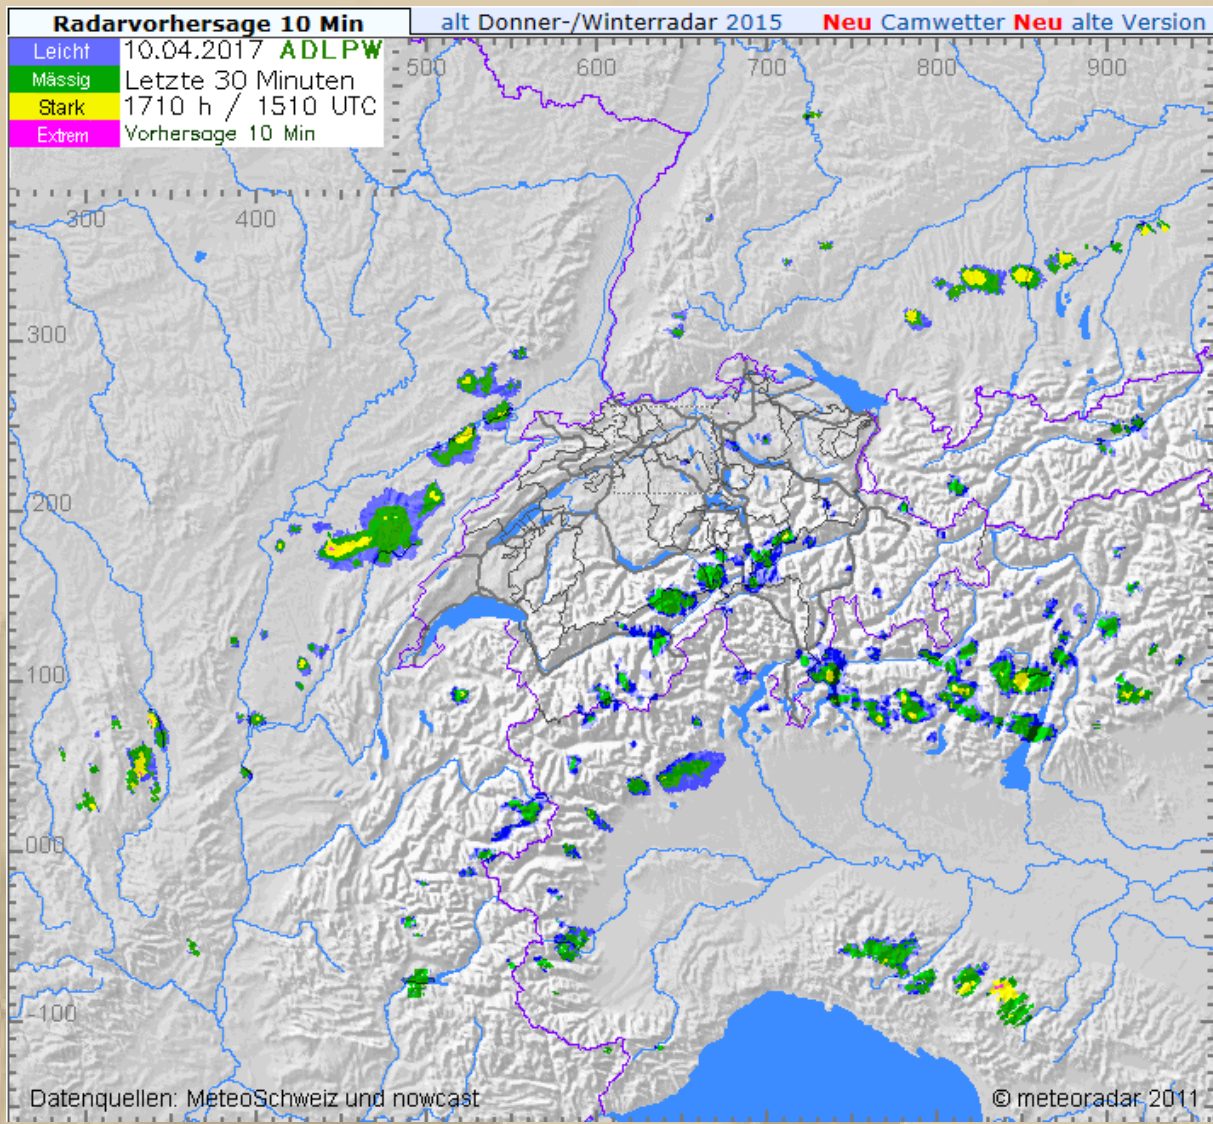 Radarvorhersage 10 Min alt Donner-/Winterradar 2015 Neu Camwetter Neu alte Version
Leicht 10.04.2017 ADLPW
Mässig Letzte 30 Minuten
Stark 1710 h / 1510 UTC
Extrem Vorhersage 10 Min
500 600 700 800 900
300 400
300
200
100
000
-100
Datenquellen: MeteoSchweiz und nowcast © meteoradar 2011